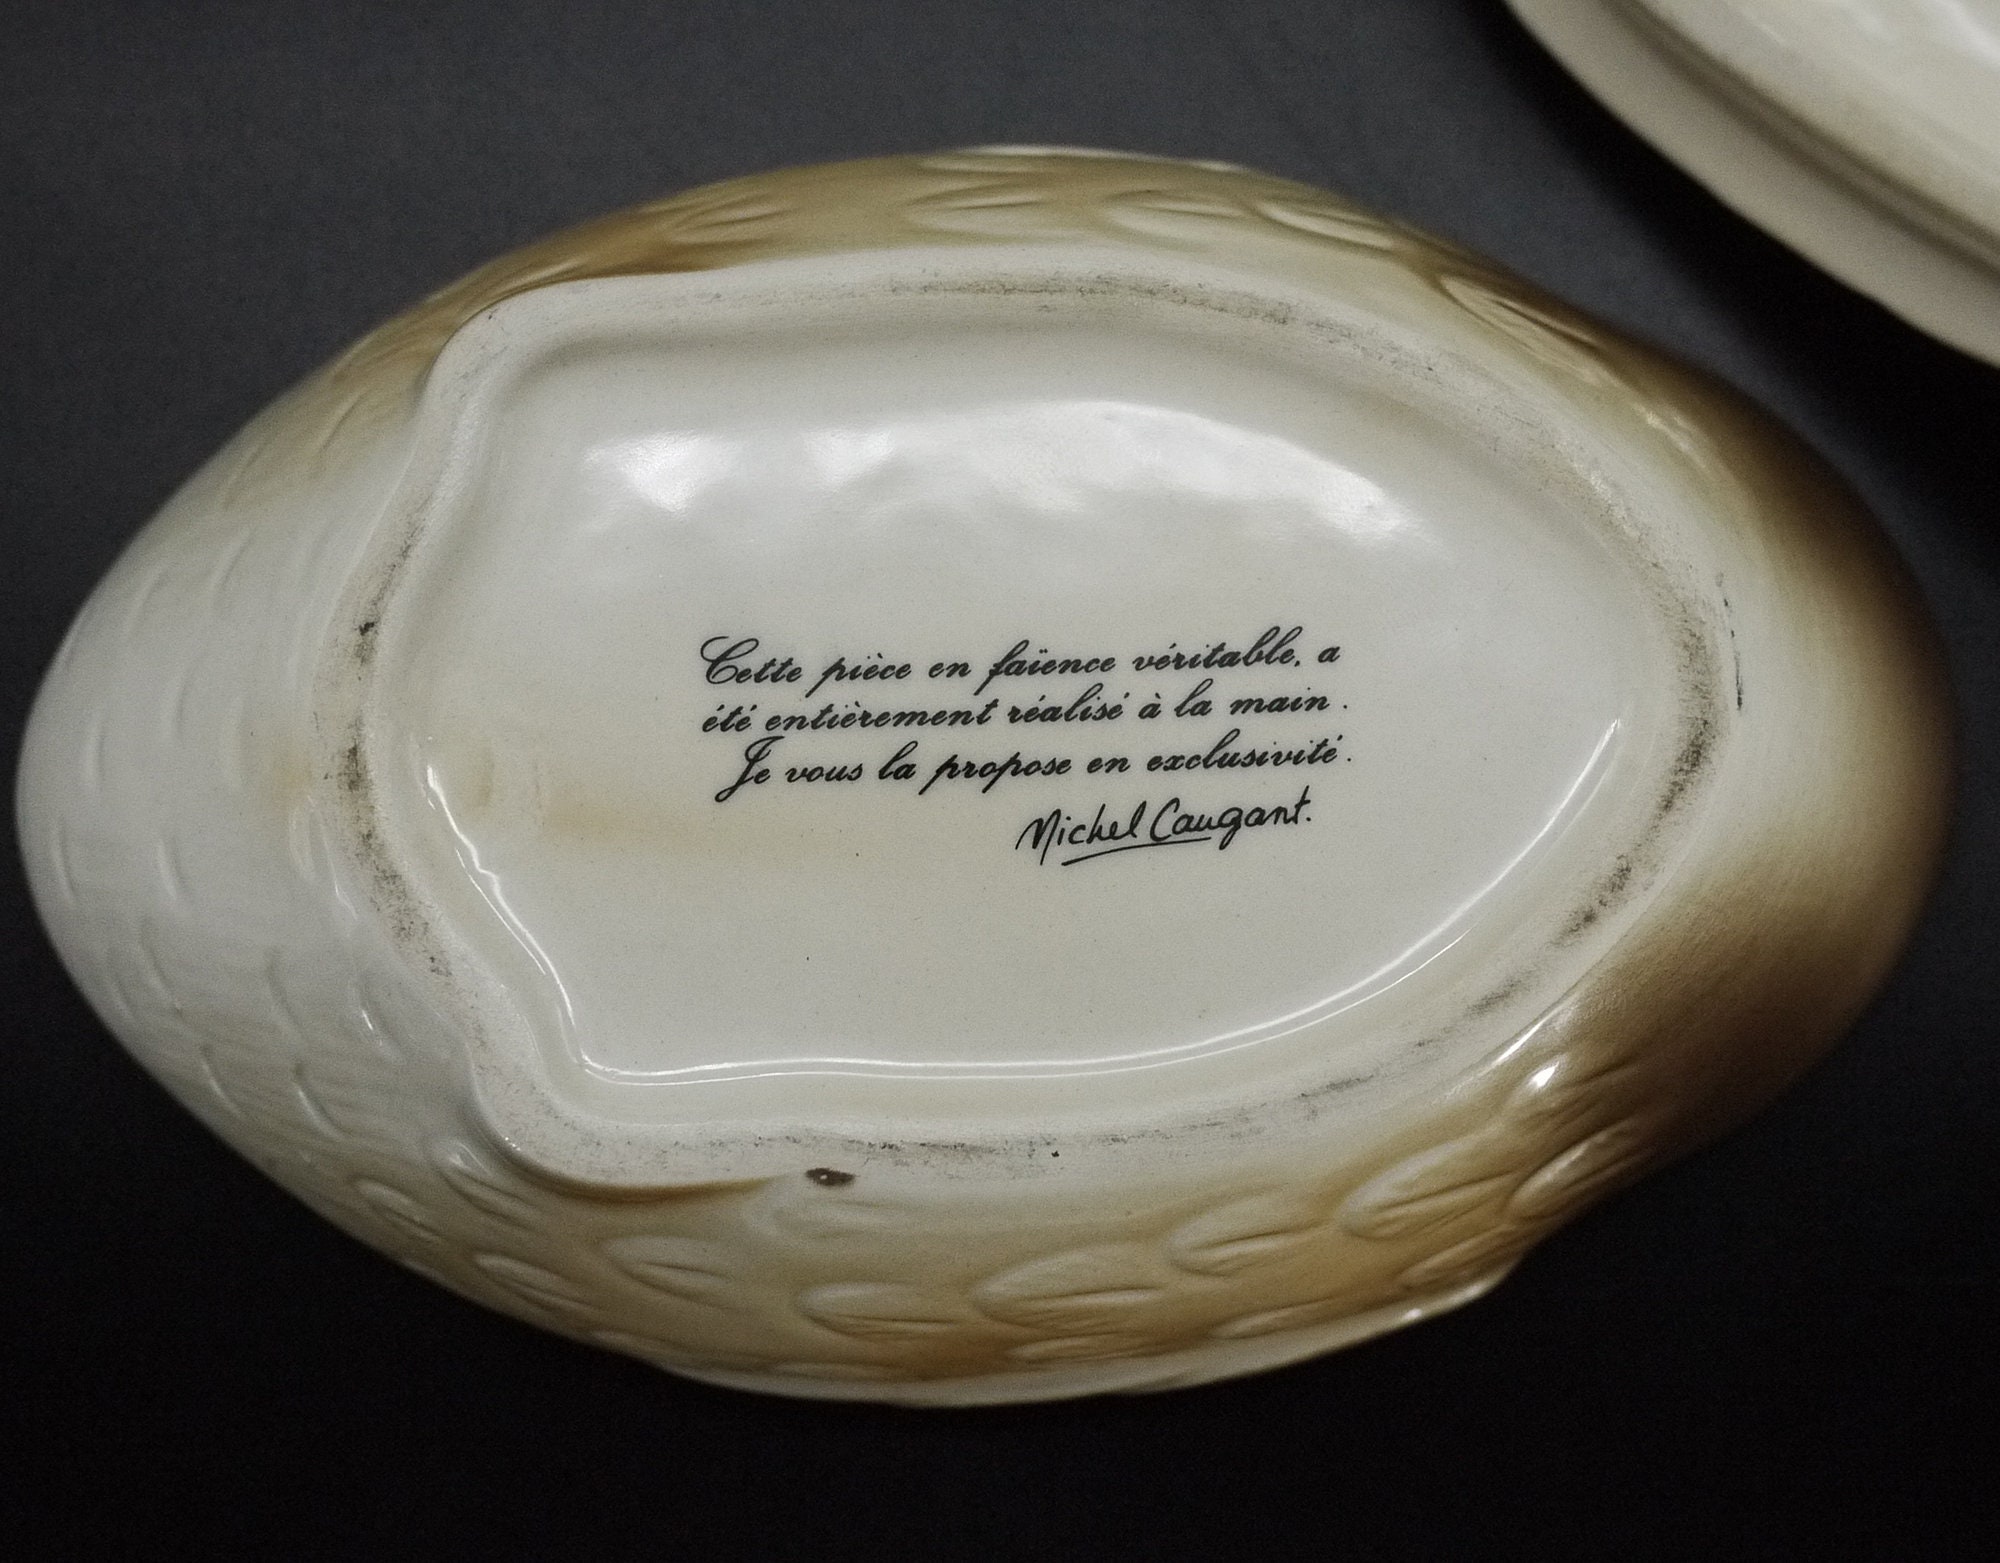 Cette pièce en faïence véritable, a
été entièrement réalisé à la main.
Je vous la propose en exclusivité.
Michel Caugant.